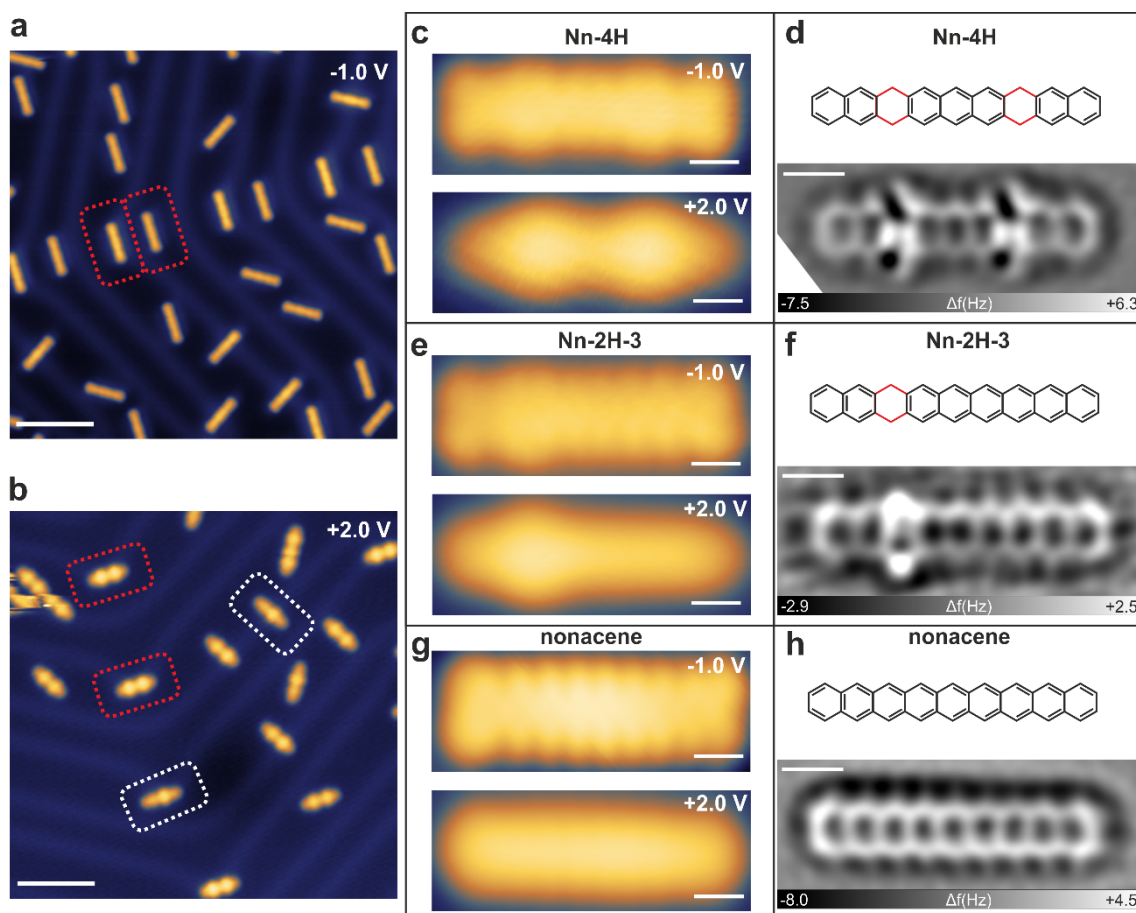 a
-1.0 V
b
+2.0 V
c
Nn-4H
-1.0 V
+2.0 V
d
Nn-4H
-7.5 Δf(Hz) +6.3
e
Nn-2H-3
-1.0 V
+2.0 V
f
Nn-2H-3
-2.9 Δf(Hz) +2.5
g
nonacene
-1.0 V
+2.0 V
h
nonacene
-8.0 Δf(Hz) +4.5